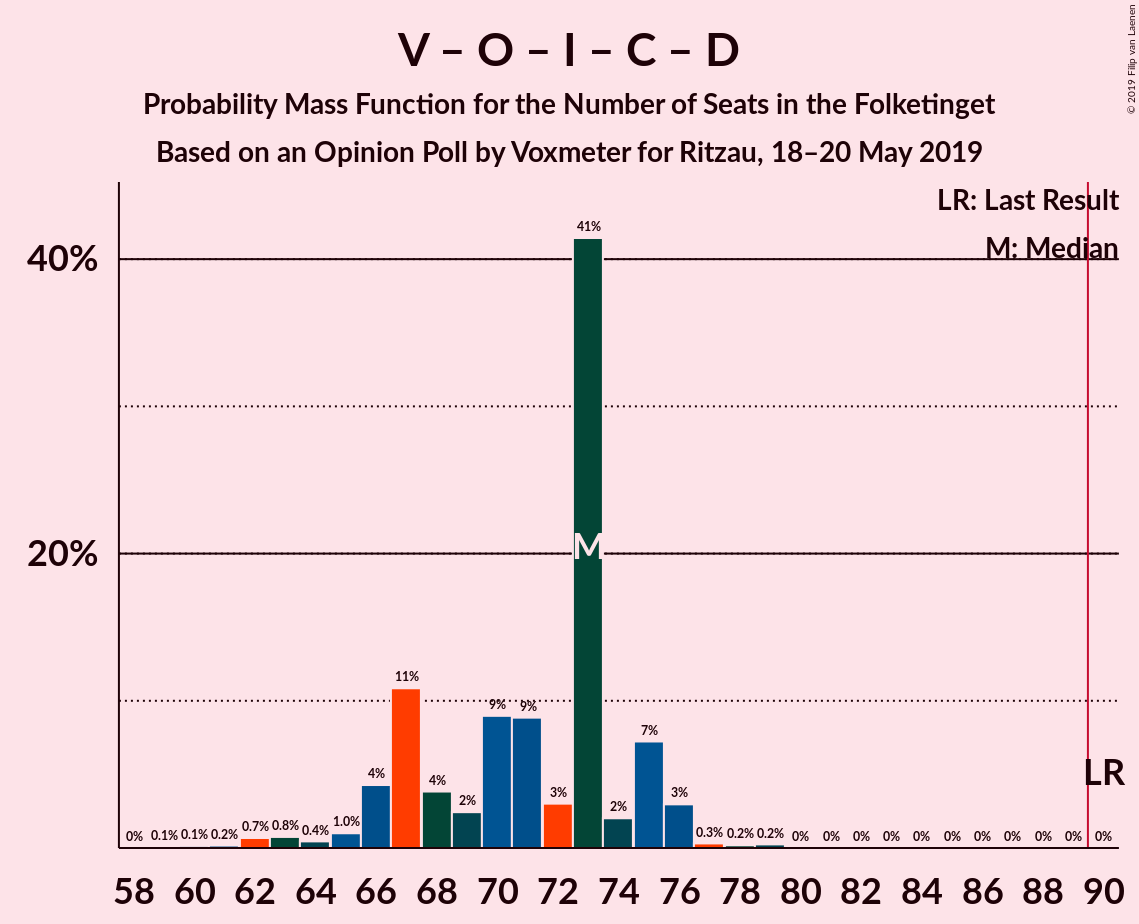 V – O – I – C – D
Probability Mass Function for the Number of Seats in the Folketinget
Based on an Opinion Poll by Voxmeter for Ritzau, 18–20 May 2019
© 2019 Filip van Laenen
LR: Last Result
M: Median
40%
20%
0% 0.1% 0.1% 0.2% 0.7% 0.8% 0.4% 1.0% 4% 11% 4% 2% 9% 9% 3% 41% 2% 7% 3% 0.3% 0.2% 0.2% 0% 0% 0% 0% 0% 0% 0% 0% 0% 0% 0%
M
LR
58 60 62 64 66 68 70 72 74 76 78 80 82 84 86 88 90